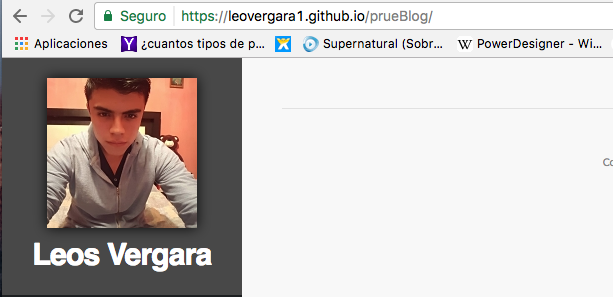 Seguro https://leovergara1.github.io/prueBlog/
Aplicaciones ¿cuantos tipos de p... Supernatural (Sobr... W PowerDesigner - Wi...
Leos Vergara
Co